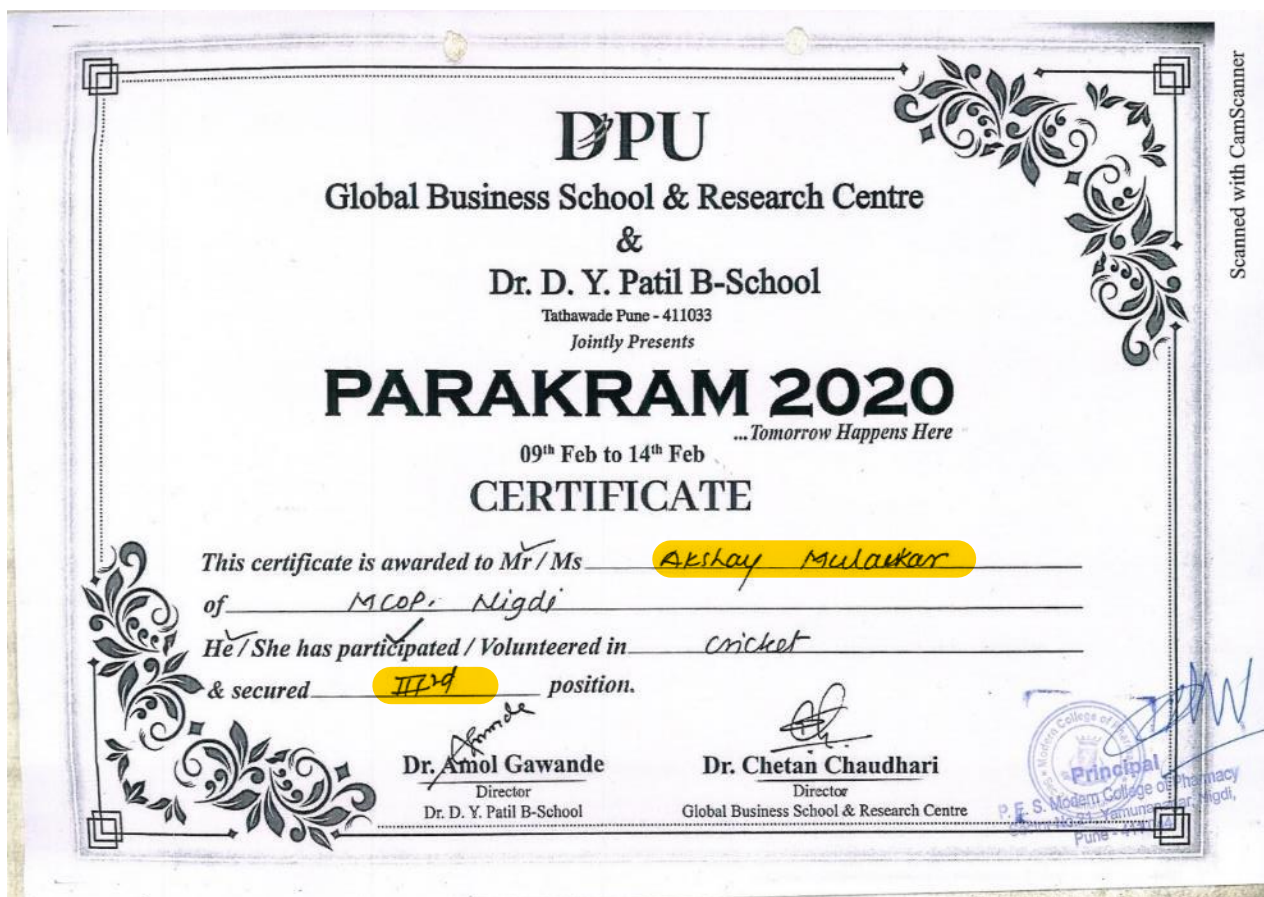 DPU
Global Business School & Research Centre
&
Dr. D. Y. Patil B-School
Tathawade Pune - 411033
Jointly Presents
PARAKRAM 2020
...Tomorrow Happens Here
09th Feb to 14th Feb
CERTIFICATE
This certificate is awarded to Mr / Ms Akshay Mulaukar
of MCOP. Nigdi
He / She has participated / Volunteered in cricket
& secured IIIrd position.
Dr. Amol Gawande
Director
Dr. D. Y. Patil B-School
Dr. Chetan Chaudhari
Director
Global Business School & Research Centre
Principal
P. E. S. Modern College of Pharmacy
Yamunanagar, Nigdi,
Pune -
Scanned with CamScanner